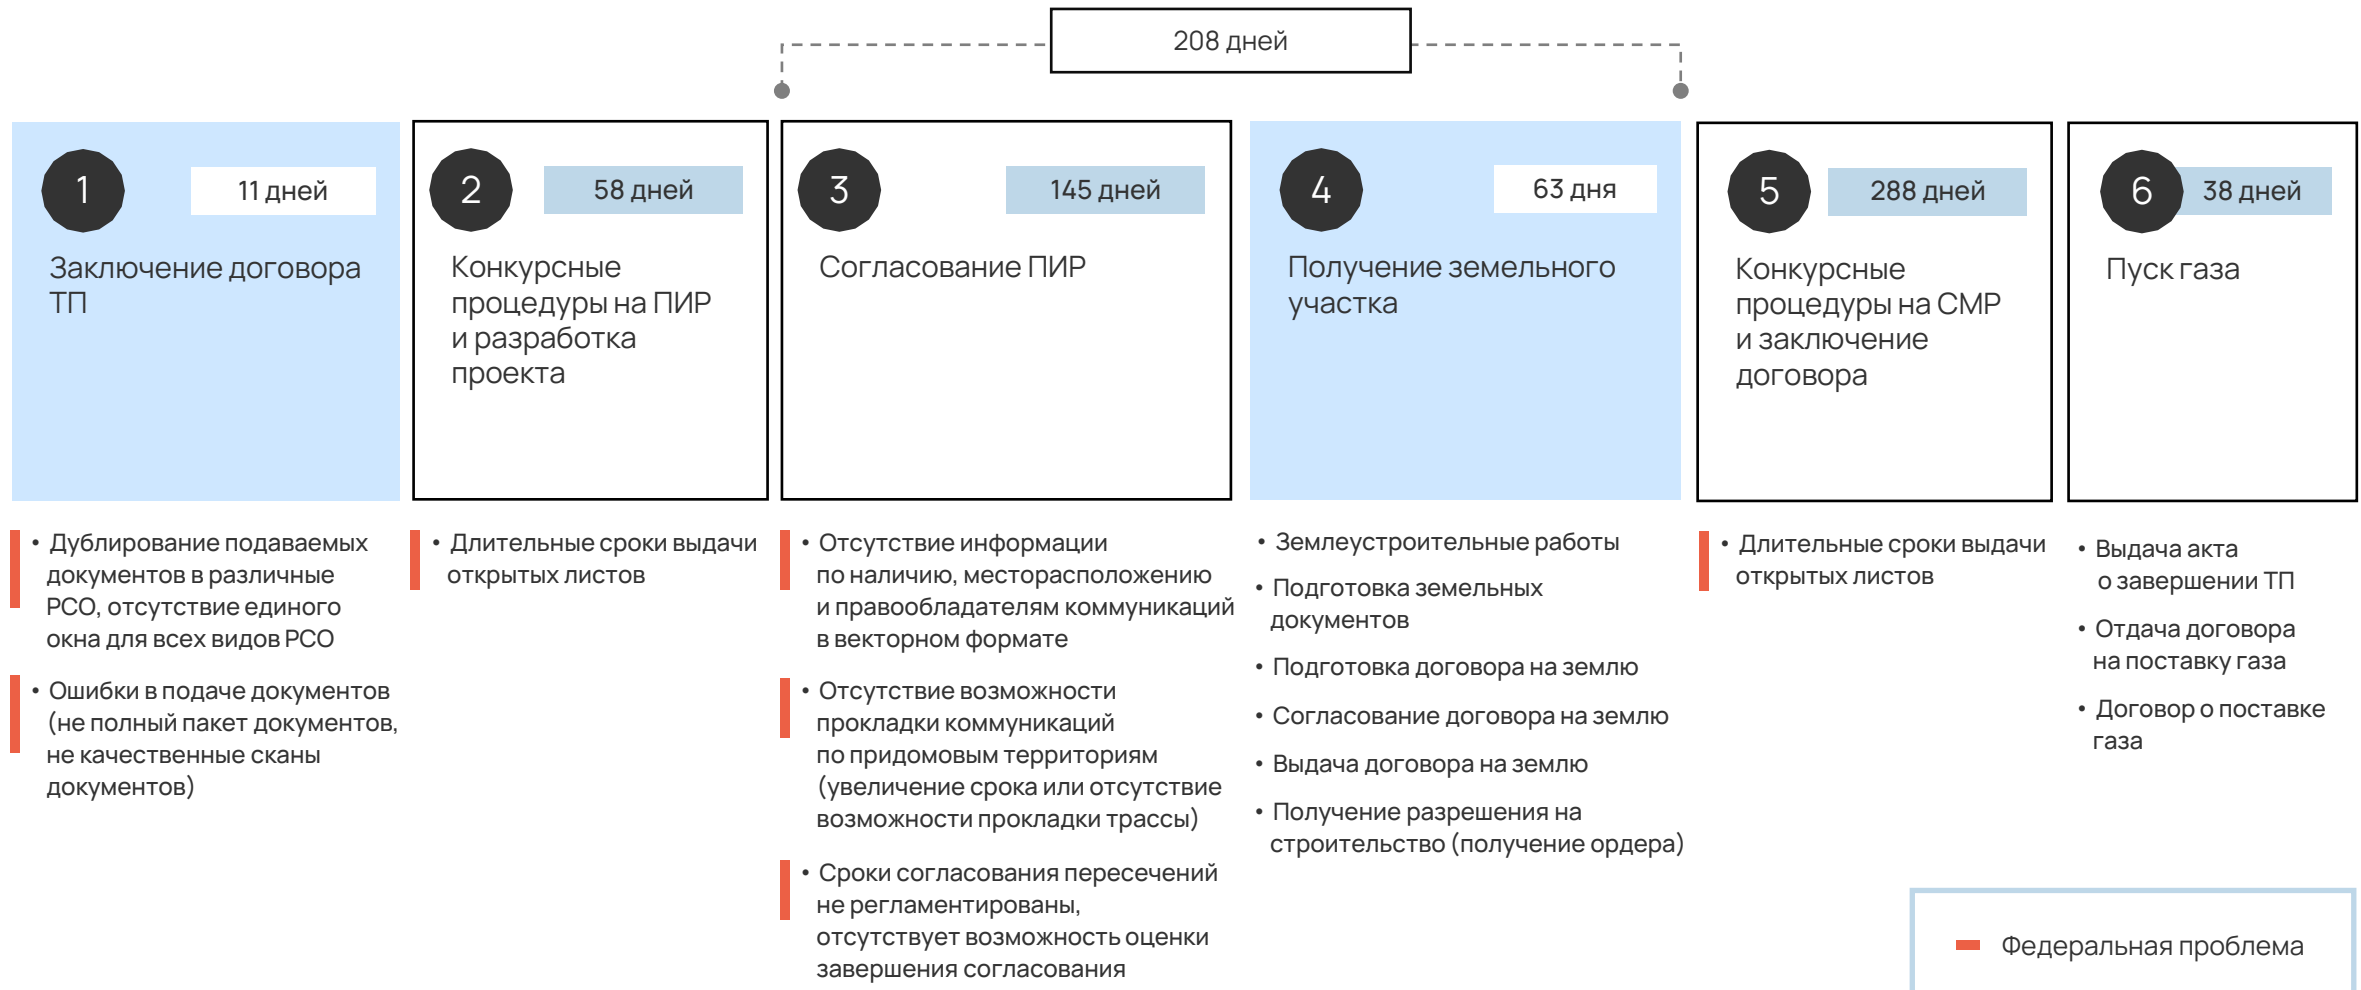 208 дней
1
11 дней
Заключение договора
ТП
2
58 дней
Конкурсные
процедуры на ПИР
и разработка
проекта
3
145 дней
Согласование ПИР
4
63 дня
Получение земельного
участка
5
288 дней
Конкурсные
процедуры на СМР
и заключение
договора
6
38 дней
Пуск газа
• Дублирование подаваемых
документов в различные
РСО, отсутствие единого
окна для всех видов РСО
• Ошибки в подаче документов
(не полный пакет документов,
не качественные сканы
документов)
• Длительные сроки выдачи
открытых листов
• Отсутствие информации
по наличию, месторасположению
и правообладателям коммуникаций
в векторном формате
• Отсутствие возможности
прокладки коммуникаций
по придомовым территориям
(увеличение срока или отсутствие
возможности прокладки трассы)
• Сроки согласования пересечений
не регламентированы,
отсутствует возможность оценки
завершения согласования
• Землеустроительные работы
• Подготовка земельных
документов
• Подготовка договора на землю
• Согласование договора на землю
• Выдача договора на землю
• Получение разрешения на
строительство (получение ордера)
• Длительные сроки выдачи
открытых листов
• Выдача акта
о завершении ТП
• Отдача договора
на поставку газа
• Договор о поставке
газа
Федеральная проблема